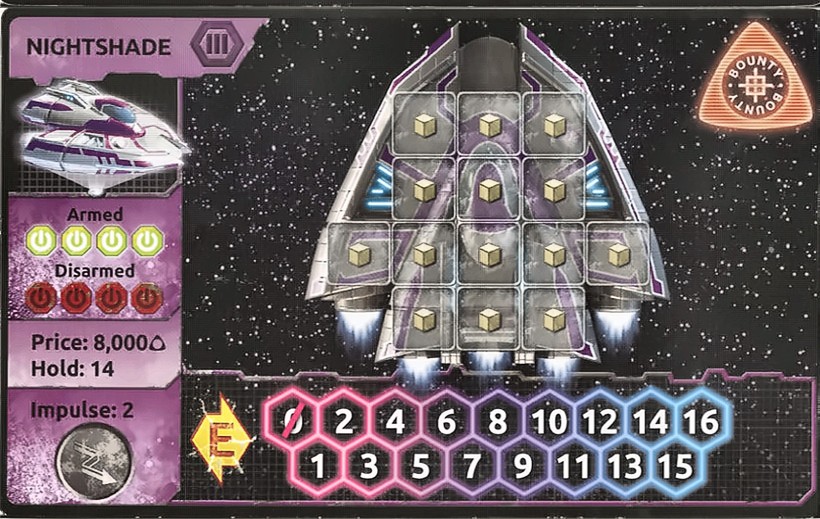 NIGHTSHADE III
BOUNTY
BOUNTY
Armed
Disarmed
Price: 8,000
Hold: 14
Impulse: 2
N
E
0 2 4 6 8 10 12 14 16
1 3 5 7 9 11 13 15